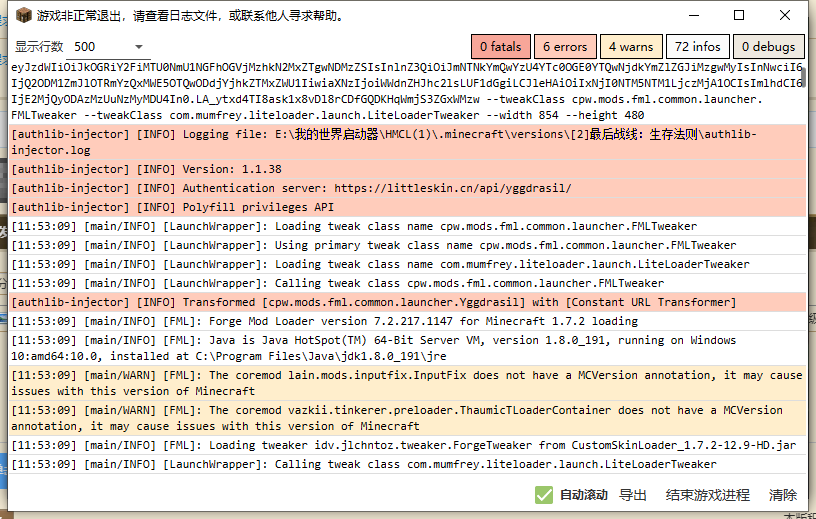 游戏非正常退出，请查看日志文件，或联系他人寻求帮助。
显示行数 500 0 fatals 6 errors 4 warns 72 infos 0 debugs
FMLTweaker --tweakClass com.mumfrey.liteloader.launch.LiteLoaderTweaker --width 854 --height 480
[authlib-injector] [INFO] Logging file: E:\我的世界启动器\HMCL(1)\.minecraft\versions\[2]最后战线：生存法则\authlib-
injector.log
[authlib-injector] [INFO] Version: 1.1.38
[authlib-injector] [INFO] Authentication server: https://littleskin.cn/api/yggdrasil/
[authlib-injector] [INFO] Polyfill privileges API
[11:53:09] [main/INFO] [LaunchWrapper]: Loading tweak class name cpw.mods.fml.common.launcher.FMLTweaker
[11:53:09] [main/INFO] [LaunchWrapper]: Using primary tweak class name cpw.mods.fml.common.launcher.FMLTweaker
[11:53:09] [main/INFO] [LaunchWrapper]: Loading tweak class name com.mumfrey.liteloader.launch.LiteLoaderTweaker
[11:53:09] [main/INFO] [LaunchWrapper]: Calling tweak class cpw.mods.fml.common.launcher.FMLTweaker
[authlib-injector] [INFO] Transformed [cpw.mods.fml.common.launcher.Yggdrasil] with [Constant URL Transformer]
[11:53:09] [main/INFO] [FML]: Forge Mod Loader version 7.2.217.1147 for Minecraft 1.7.2 loading
[11:53:09] [main/INFO] [FML]: Java is Java HotSpot(TM) 64-Bit Server VM, version 1.8.0_191, running on Windows
10:amd64:10.0, installed at C:\Program Files\Java\jdk1.8.0_191\jre
[11:53:09] [main/WARN] [FML]: The coremod lain.mods.inputfix.InputFix does not have a MCVersion annotation, it may cause
issues with this version of Minecraft
[11:53:09] [main/WARN] [FML]: The coremod vazkii.tinkerer.preloader.ThaumicTLoaderContainer does not have a MCVersion
annotation, it may cause issues with this version of Minecraft
[11:53:09] [main/INFO] [FML]: Loading tweaker idv.jlchntoz.tweaker.ForgeTweaker from CustomSkinLoader_1.7.2-12.9-HD.jar
[11:53:09] [main/INFO] [LaunchWrapper]: Calling tweak class com.mumfrey.liteloader.launch.LiteLoaderTweaker
自动滚动 导出 结束游戏进程 清除